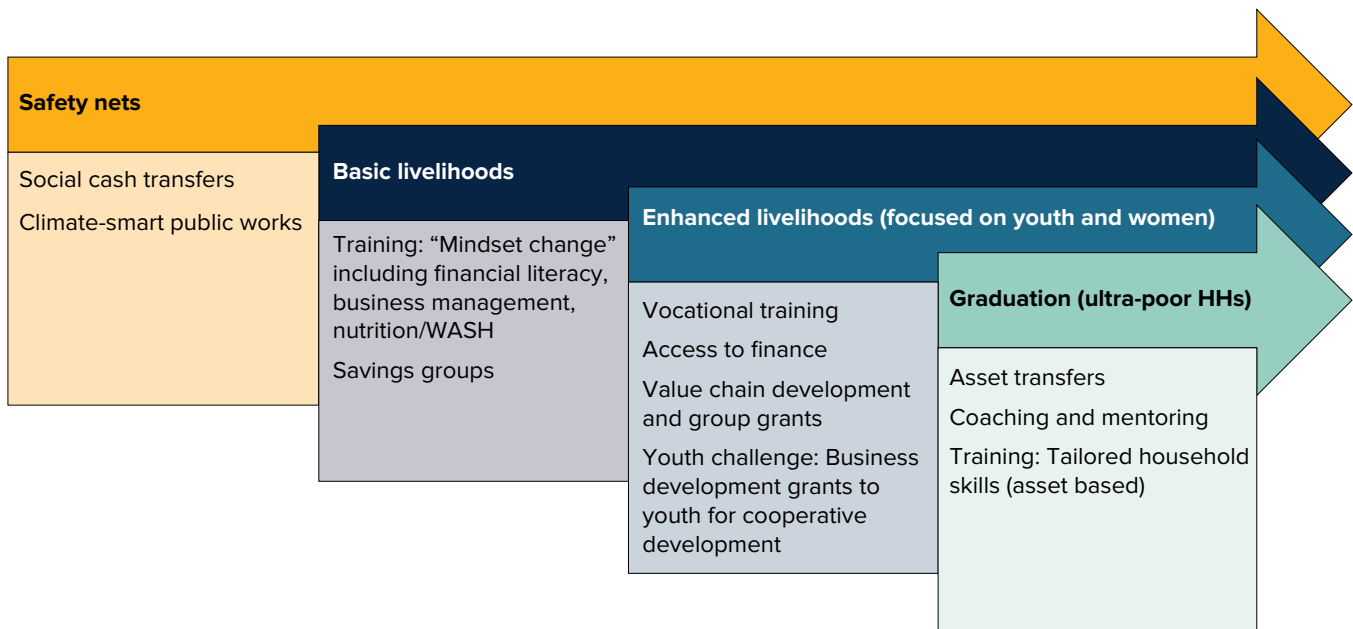 Safety nets
Social cash transfers
Climate-smart public works
Basic livelihoods
Training: “Mindset change”
including financial literacy,
business management,
nutrition/WASH
Savings groups
Enhanced livelihoods (focused on youth and women)
Vocational training
Access to finance
Value chain development
and group grants
Youth challenge: Business
development grants to
youth for cooperative
development
Graduation (ultra-poor HHs)
Asset transfers
Coaching and mentoring
Training: Tailored household
skills (asset based)